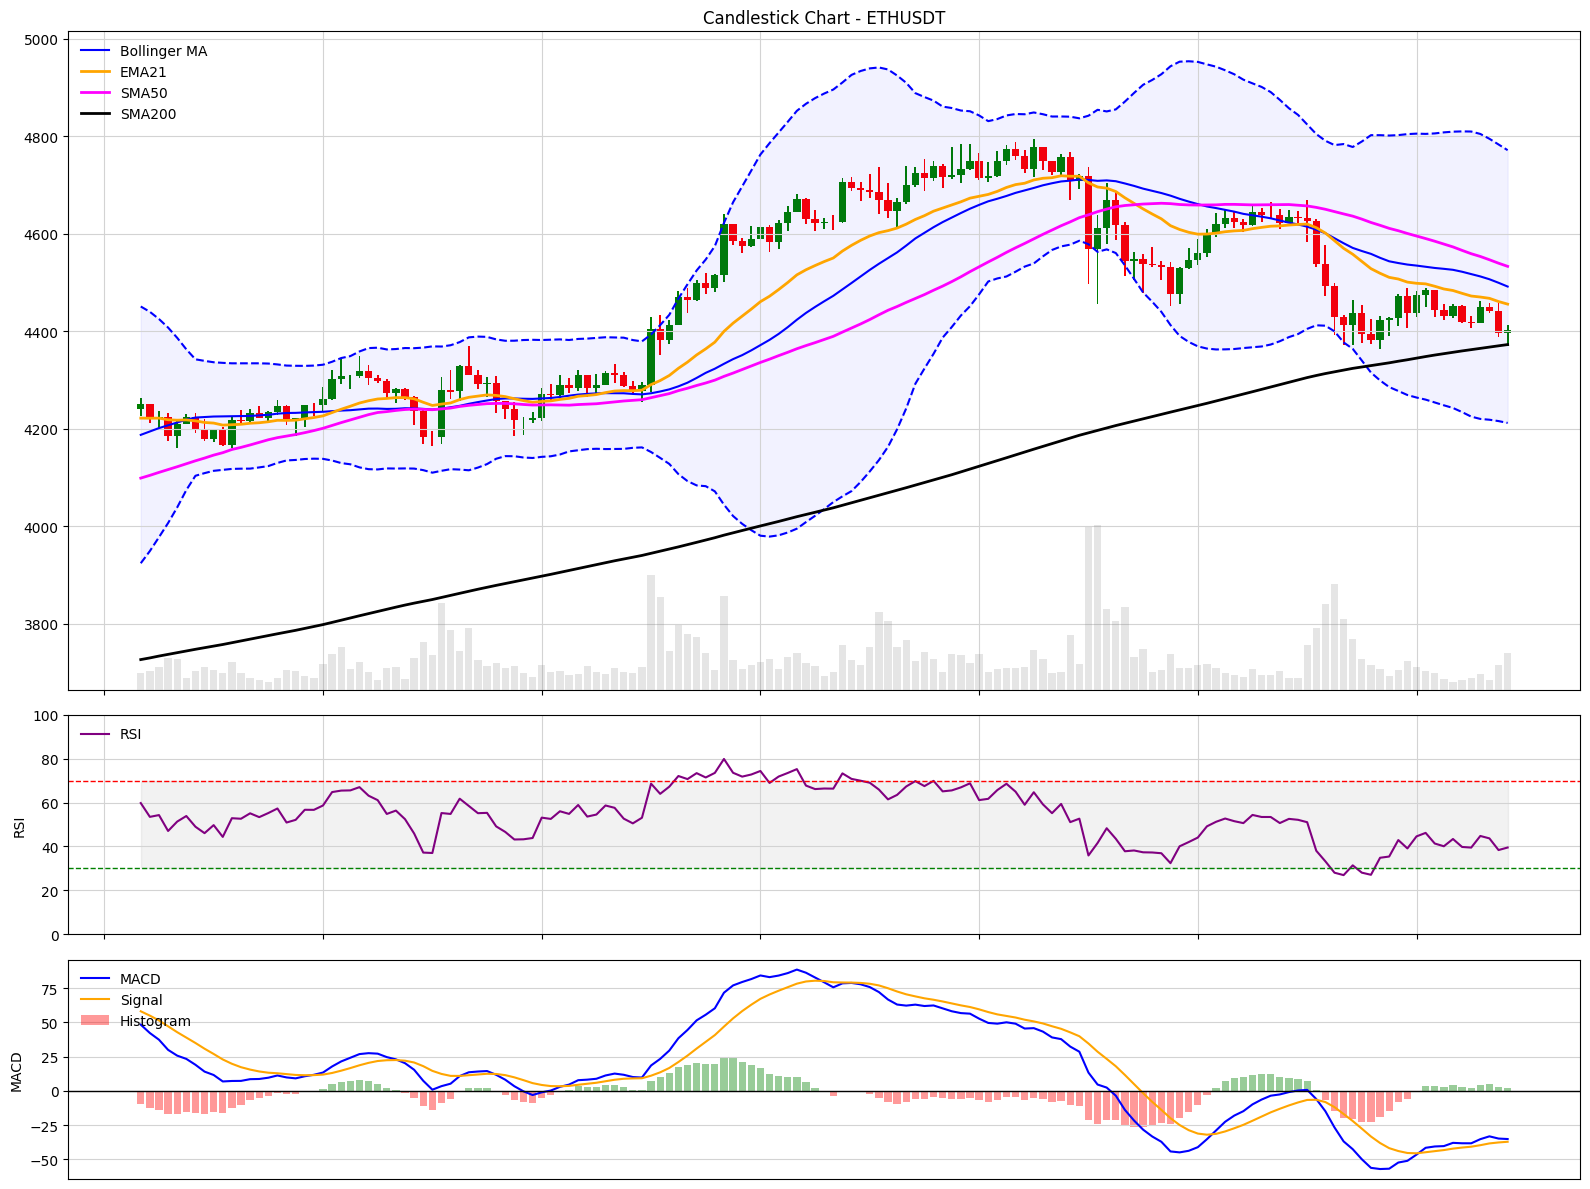 Candlestick Chart - ETHUSDT
Bollinger MA
EMA21
SMA50
SMA200
5000
4800
4600
4400
4200
4000
3800
RSI
RSI
100
80
60
40
20
0
MACD
Signal
Histogram
MACD
75
50
25
0
−25
−50